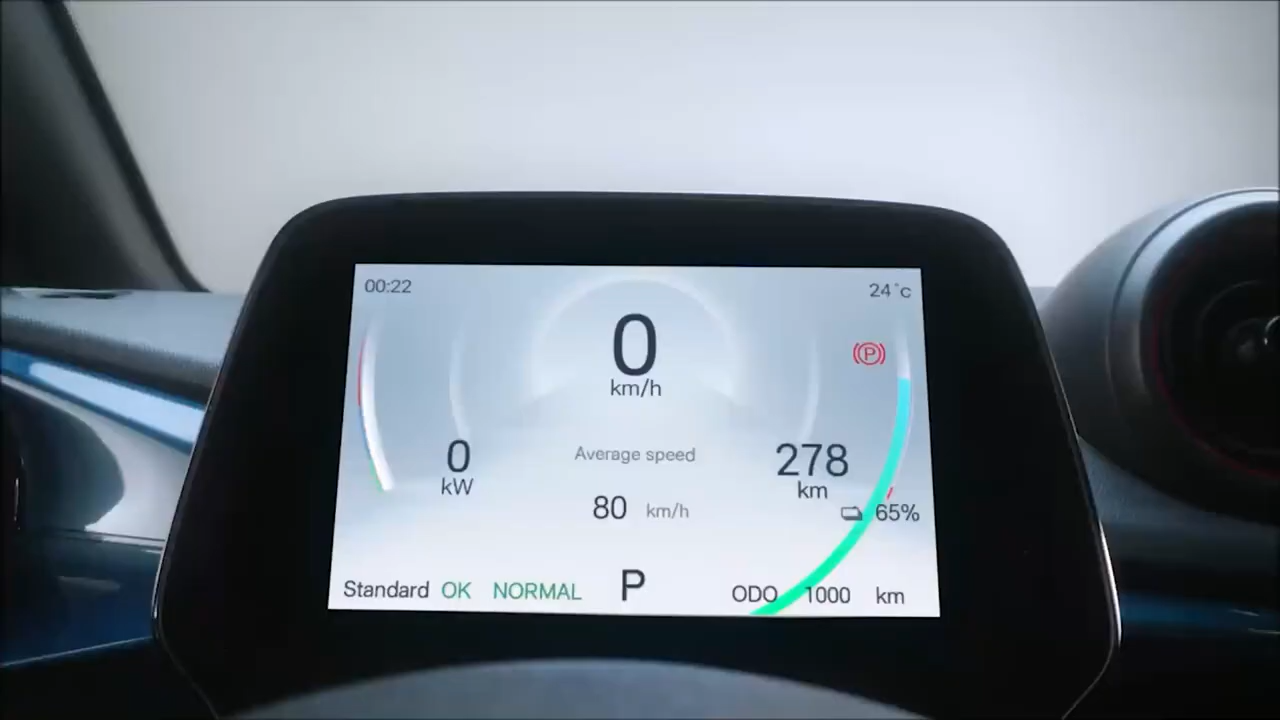 00:22
24°c
0
km/h
(P)
0
kW
Average speed
80 km/h
278
km
65%
Standard OK NORMAL P ODO 1000 km